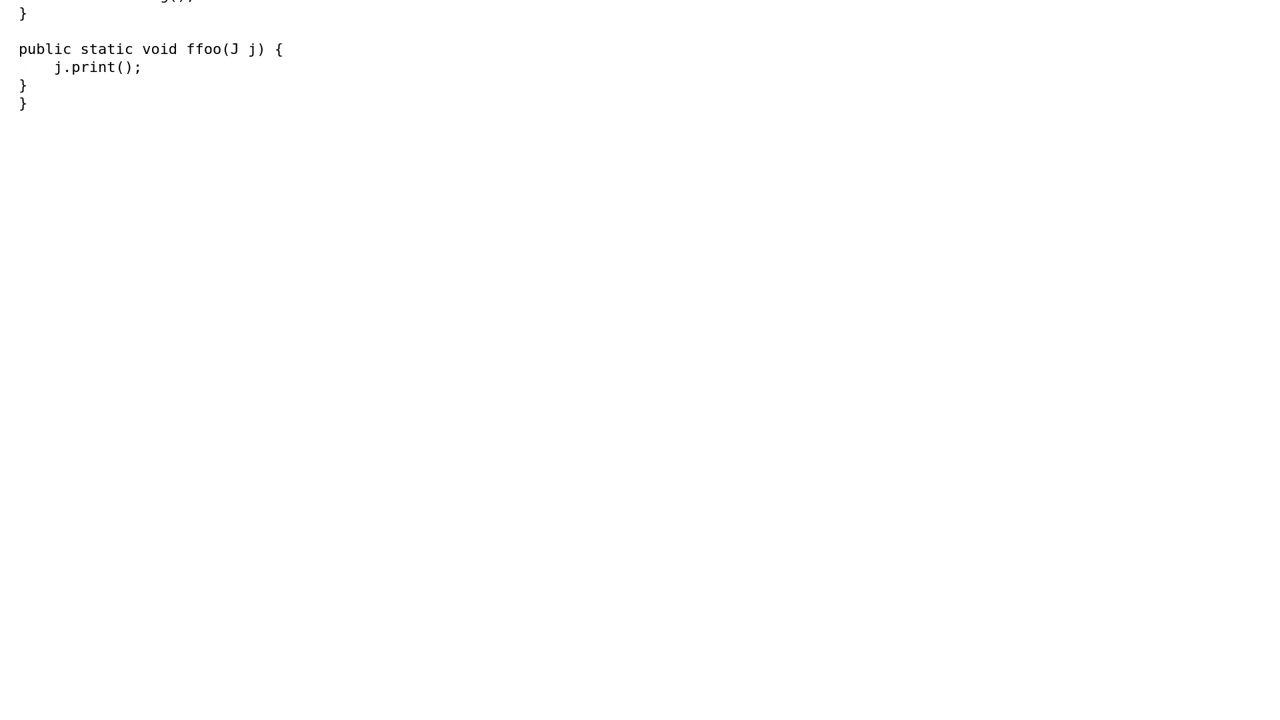 }

public static void ffoo(J j) {
    j.print();
}
}